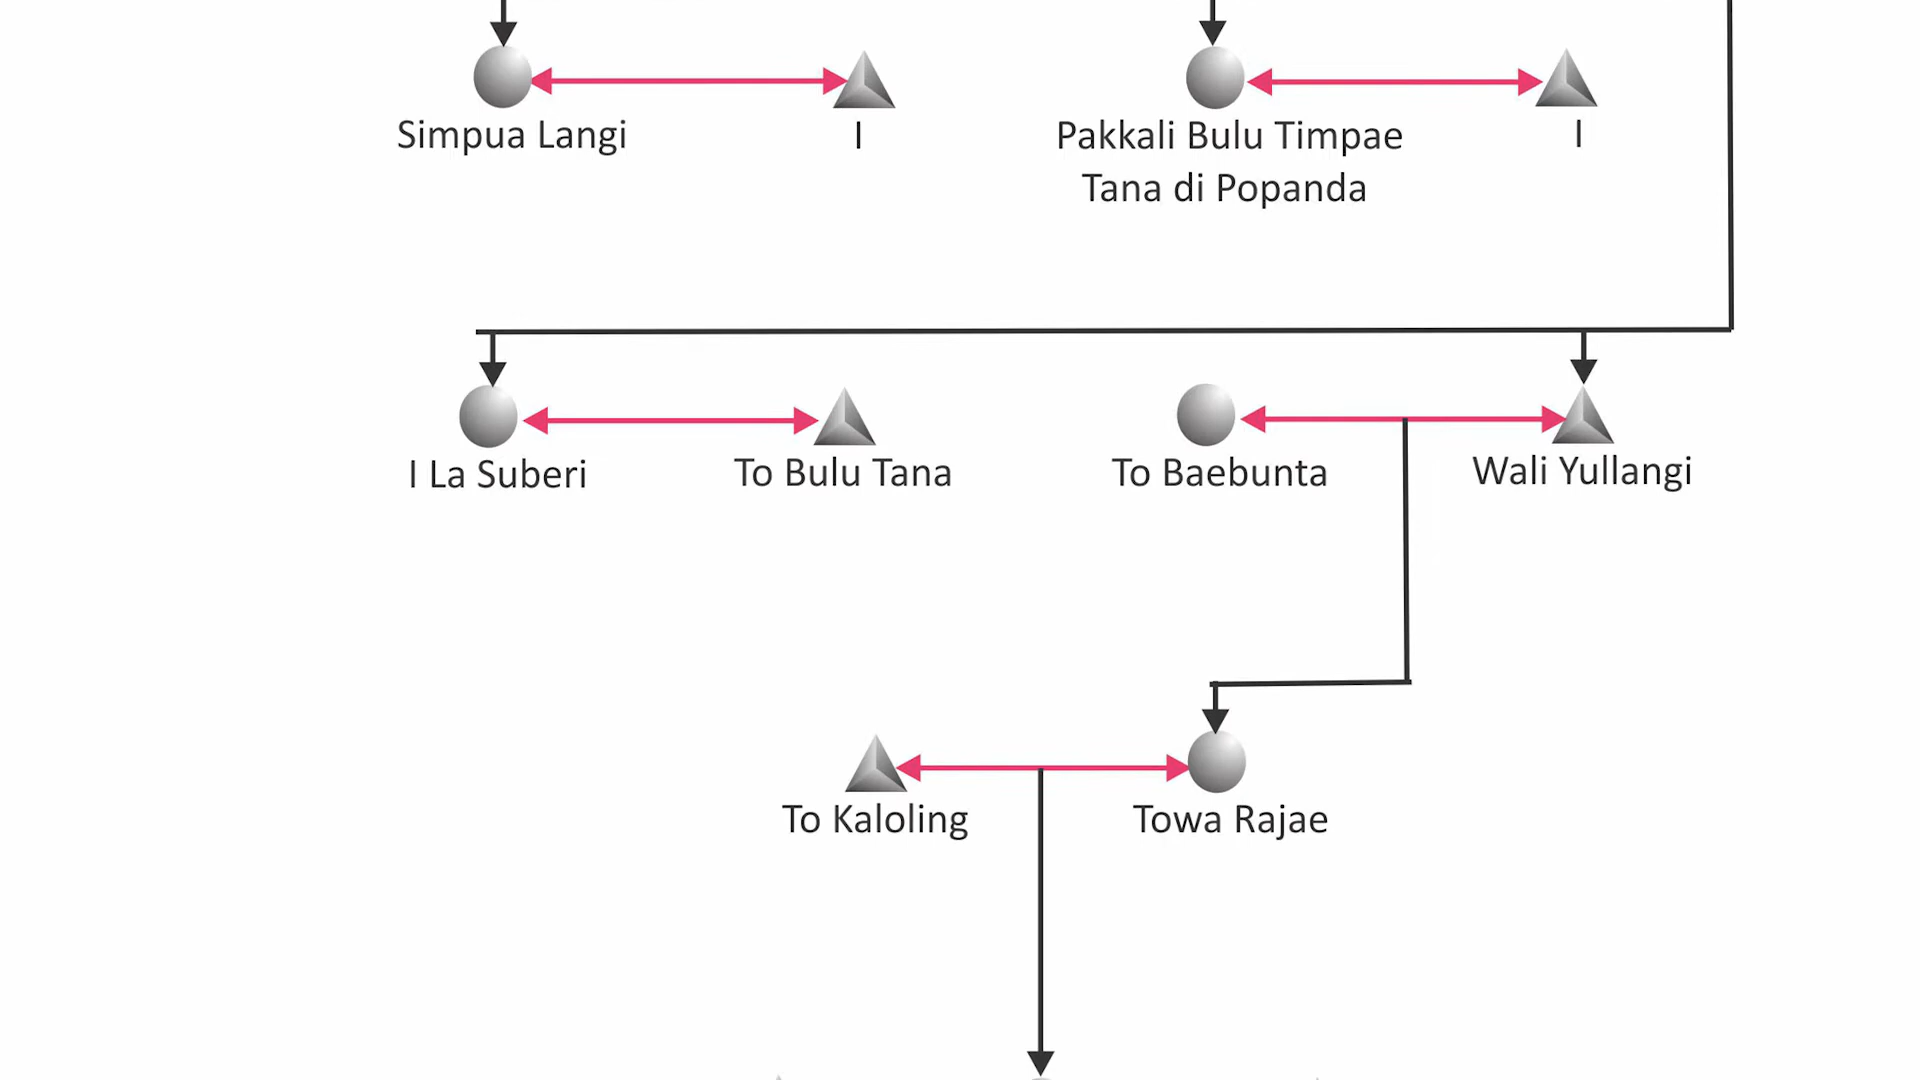 Simpua Langi
I
Pakkali Bulu Timpae
Tana di Popanda
I
I La Suberi
To Bulu Tana
To Baebunta
Wali Yullangi
To Kaloling
Towa Rajae